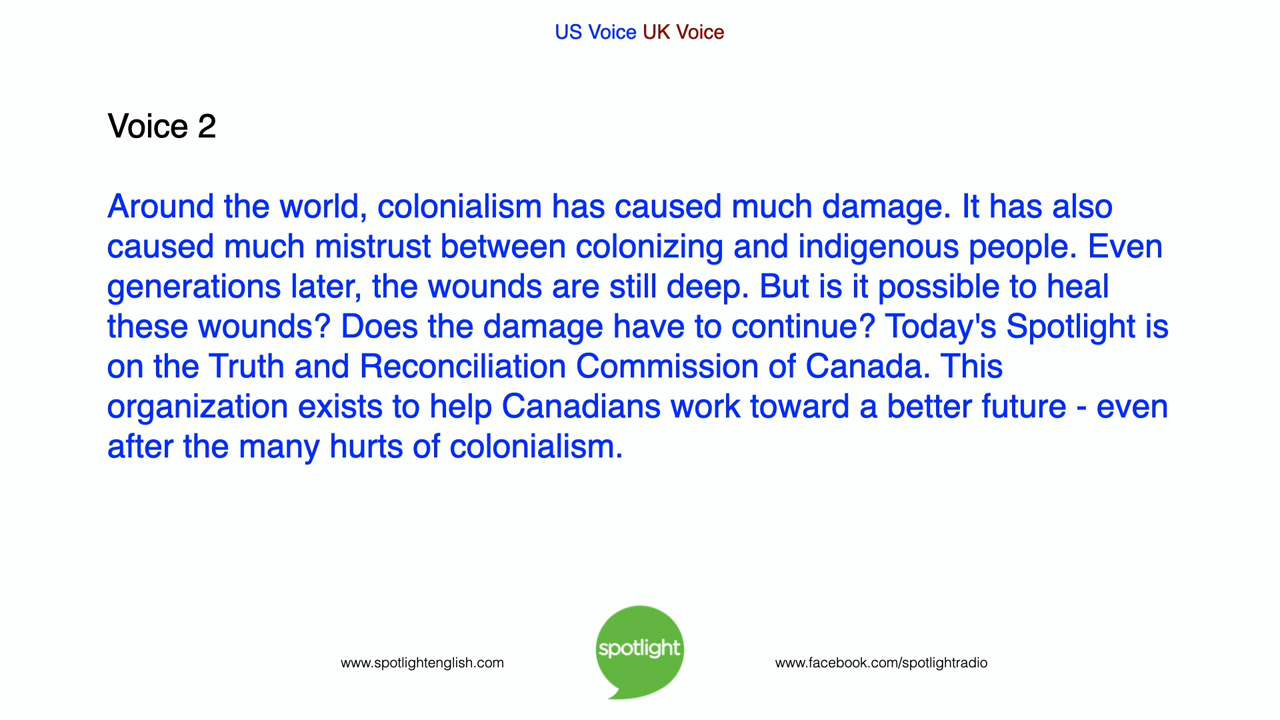 US Voice UK Voice
Voice 2
Around the world, colonialism has caused much damage. It has also
caused much mistrust between colonizing and indigenous people. Even
generations later, the wounds are still deep. But is it possible to heal
these wounds? Does the damage have to continue? Today's Spotlight is
on the Truth and Reconciliation Commission of Canada. This
organization exists to help Canadians work toward a better future - even
after the many hurts of colonialism.
www.spotlightenglish.com
spotlight
www.facebook.com/spotlightradio